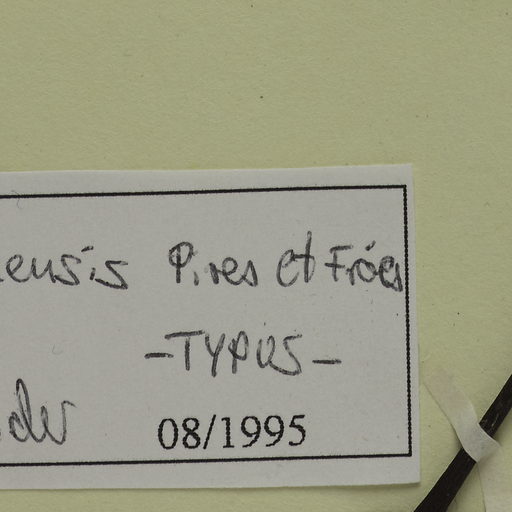 ensis Pires et Fróes
-TYPUS-
08/1995